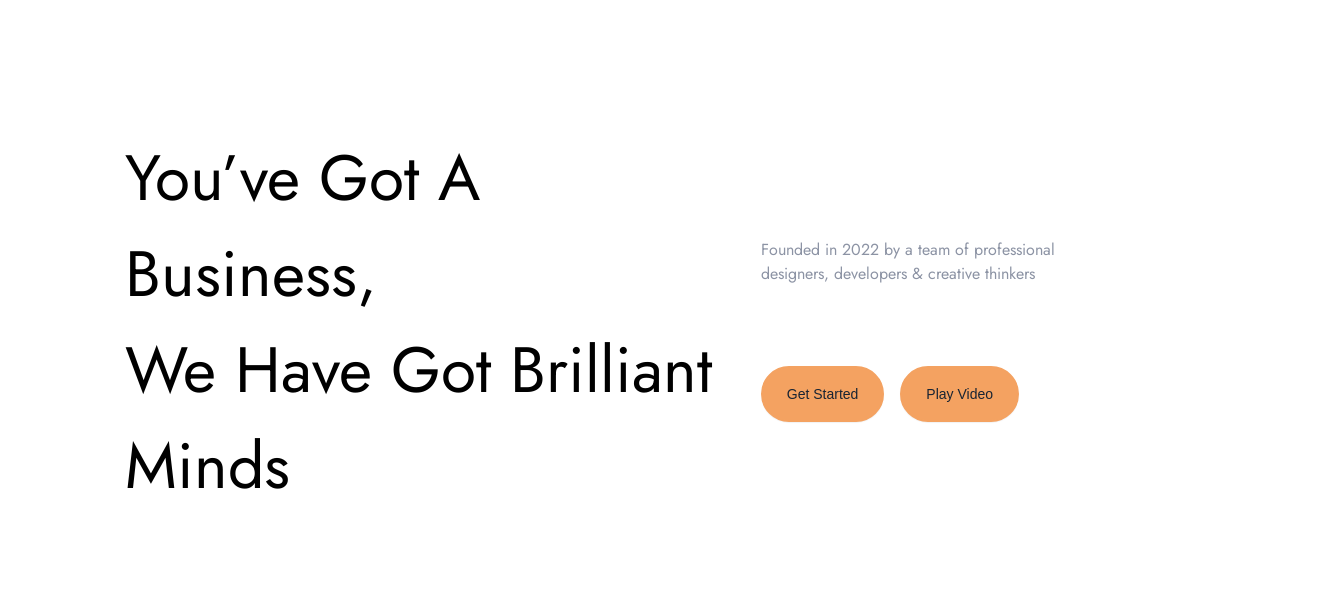 You’ve Got A
Business,
We Have Got Brilliant
Minds
Founded in 2022 by a team of professional
designers, developers & creative thinkers
Get Started
Play Video